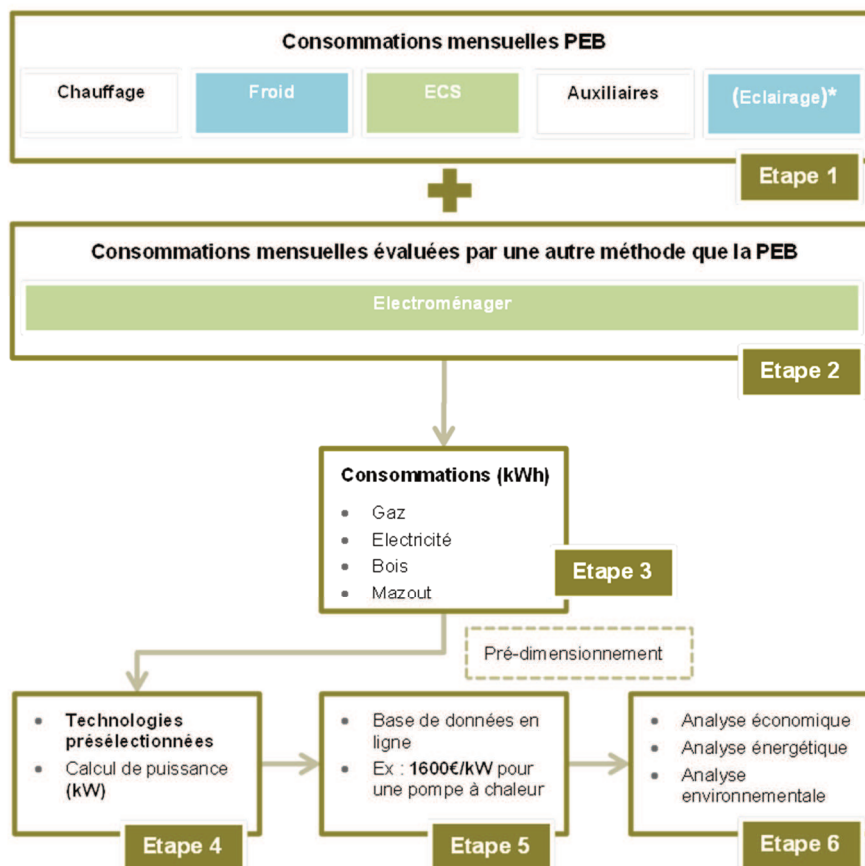 Consommations mensuelles PEB
Chauffage
Froid
ECS
Auxiliaires
(Eclairage)*
Etape 1
Consommations mensuelles évaluées par une autre méthode que la PEB
Electroménager
Etape 2
Consommations (kWh)
• Gaz
• Electricité
• Bois
• Mazout
Etape 3
Pré-dimensionnement
• Technologies
présélectionnées
• Calcul de puissance
(kW)
Etape 4
• Base de données en
ligne
• Ex : 1600€/kW pour
une pompe à chaleur
Etape 5
• Analyse économique
• Analyse énergétique
• Analyse
environnementale
Etape 6